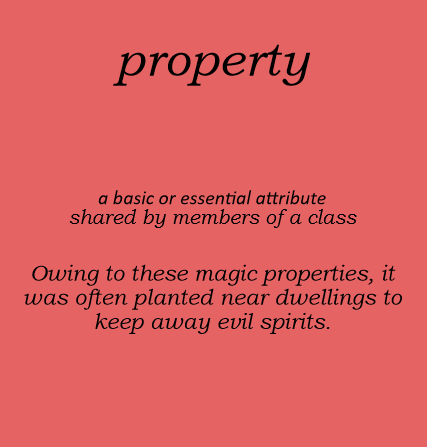 property
a basic or essential attribute
shared by members of a class
Owing to these magic properties, it
was often planted near dwellings to
keep away evil spirits.